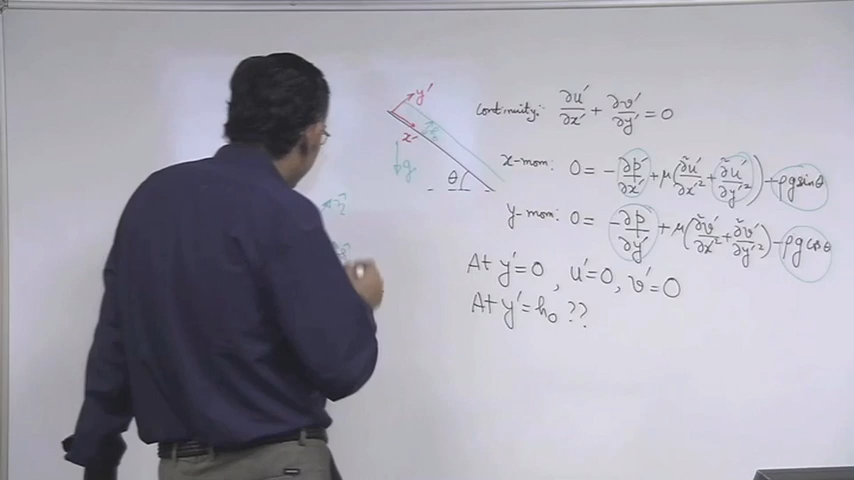 y′
x′
h₀
g
θ
n̂
continuity: ∂u′/∂x′ + ∂v′/∂y′ = 0
x-mom: 0 = -∂p′/∂x′ + μ(∂²u′/∂x′² + ∂²u′/∂y′²) + ρg sinθ
y-mom: 0 = -∂p′/∂y′ + μ(∂²v′/∂x′² + ∂²v′/∂y′²) - ρg cosθ
At y′=0, u′=0, v′=0
At y′=h₀ ??